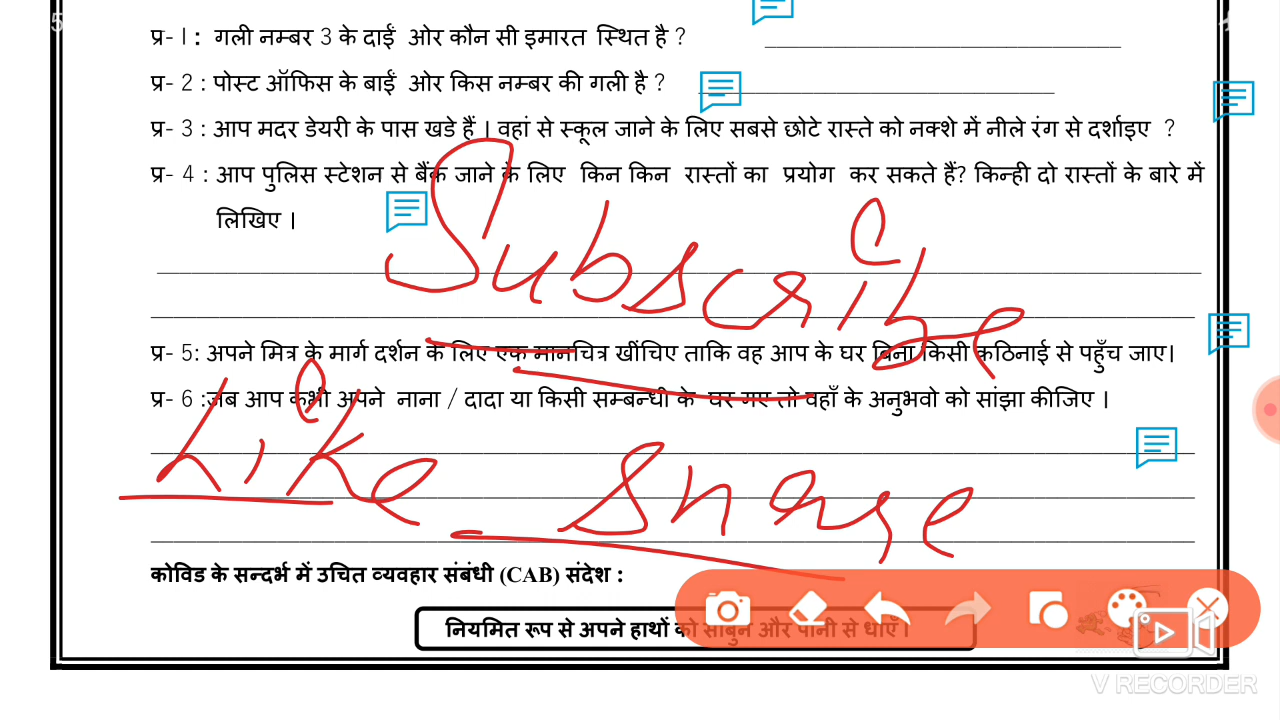 5
प्र- 1 : गली नम्बर 3 के दाईं ओर कौन सी इमारत स्थित है ? ______________________________
प्र- 2 : पोस्ट ऑफिस के बाईं ओर किस नम्बर की गली है ? ______________________________
प्र- 3 : आप मदर डेयरी के पास खडे हैं । वहां से स्कूल जाने के लिए सबसे छोटे रास्ते को नक्शे में नीले रंग से दर्शाइए ?
प्र- 4 : आप पुलिस स्टेशन से बैंक जाने के लिए किन किन रास्तों का प्रयोग कर सकते हैं? किन्ही दो रास्तों के बारे में
लिखिए ।
Subscribe
प्र- 5: अपने मित्र के मार्ग दर्शन के लिए एक मानचित्र खींचिए ताकि वह आप के घर बिना किसी कठिनाई से पहुँच जाए।
प्र- 6 :जब आप कभी अपने नाना / दादा या किसी सम्बन्धी के घर गए तो वहाँ के अनुभवो को सांझा कीजिए ।
Like Share
कोविड के सन्दर्भ में उचित व्यवहार संबंधी (CAB) संदेश :
नियमित रूप से अपने हाथों को साबुन और पानी से धोएँ ।
V RECORDER